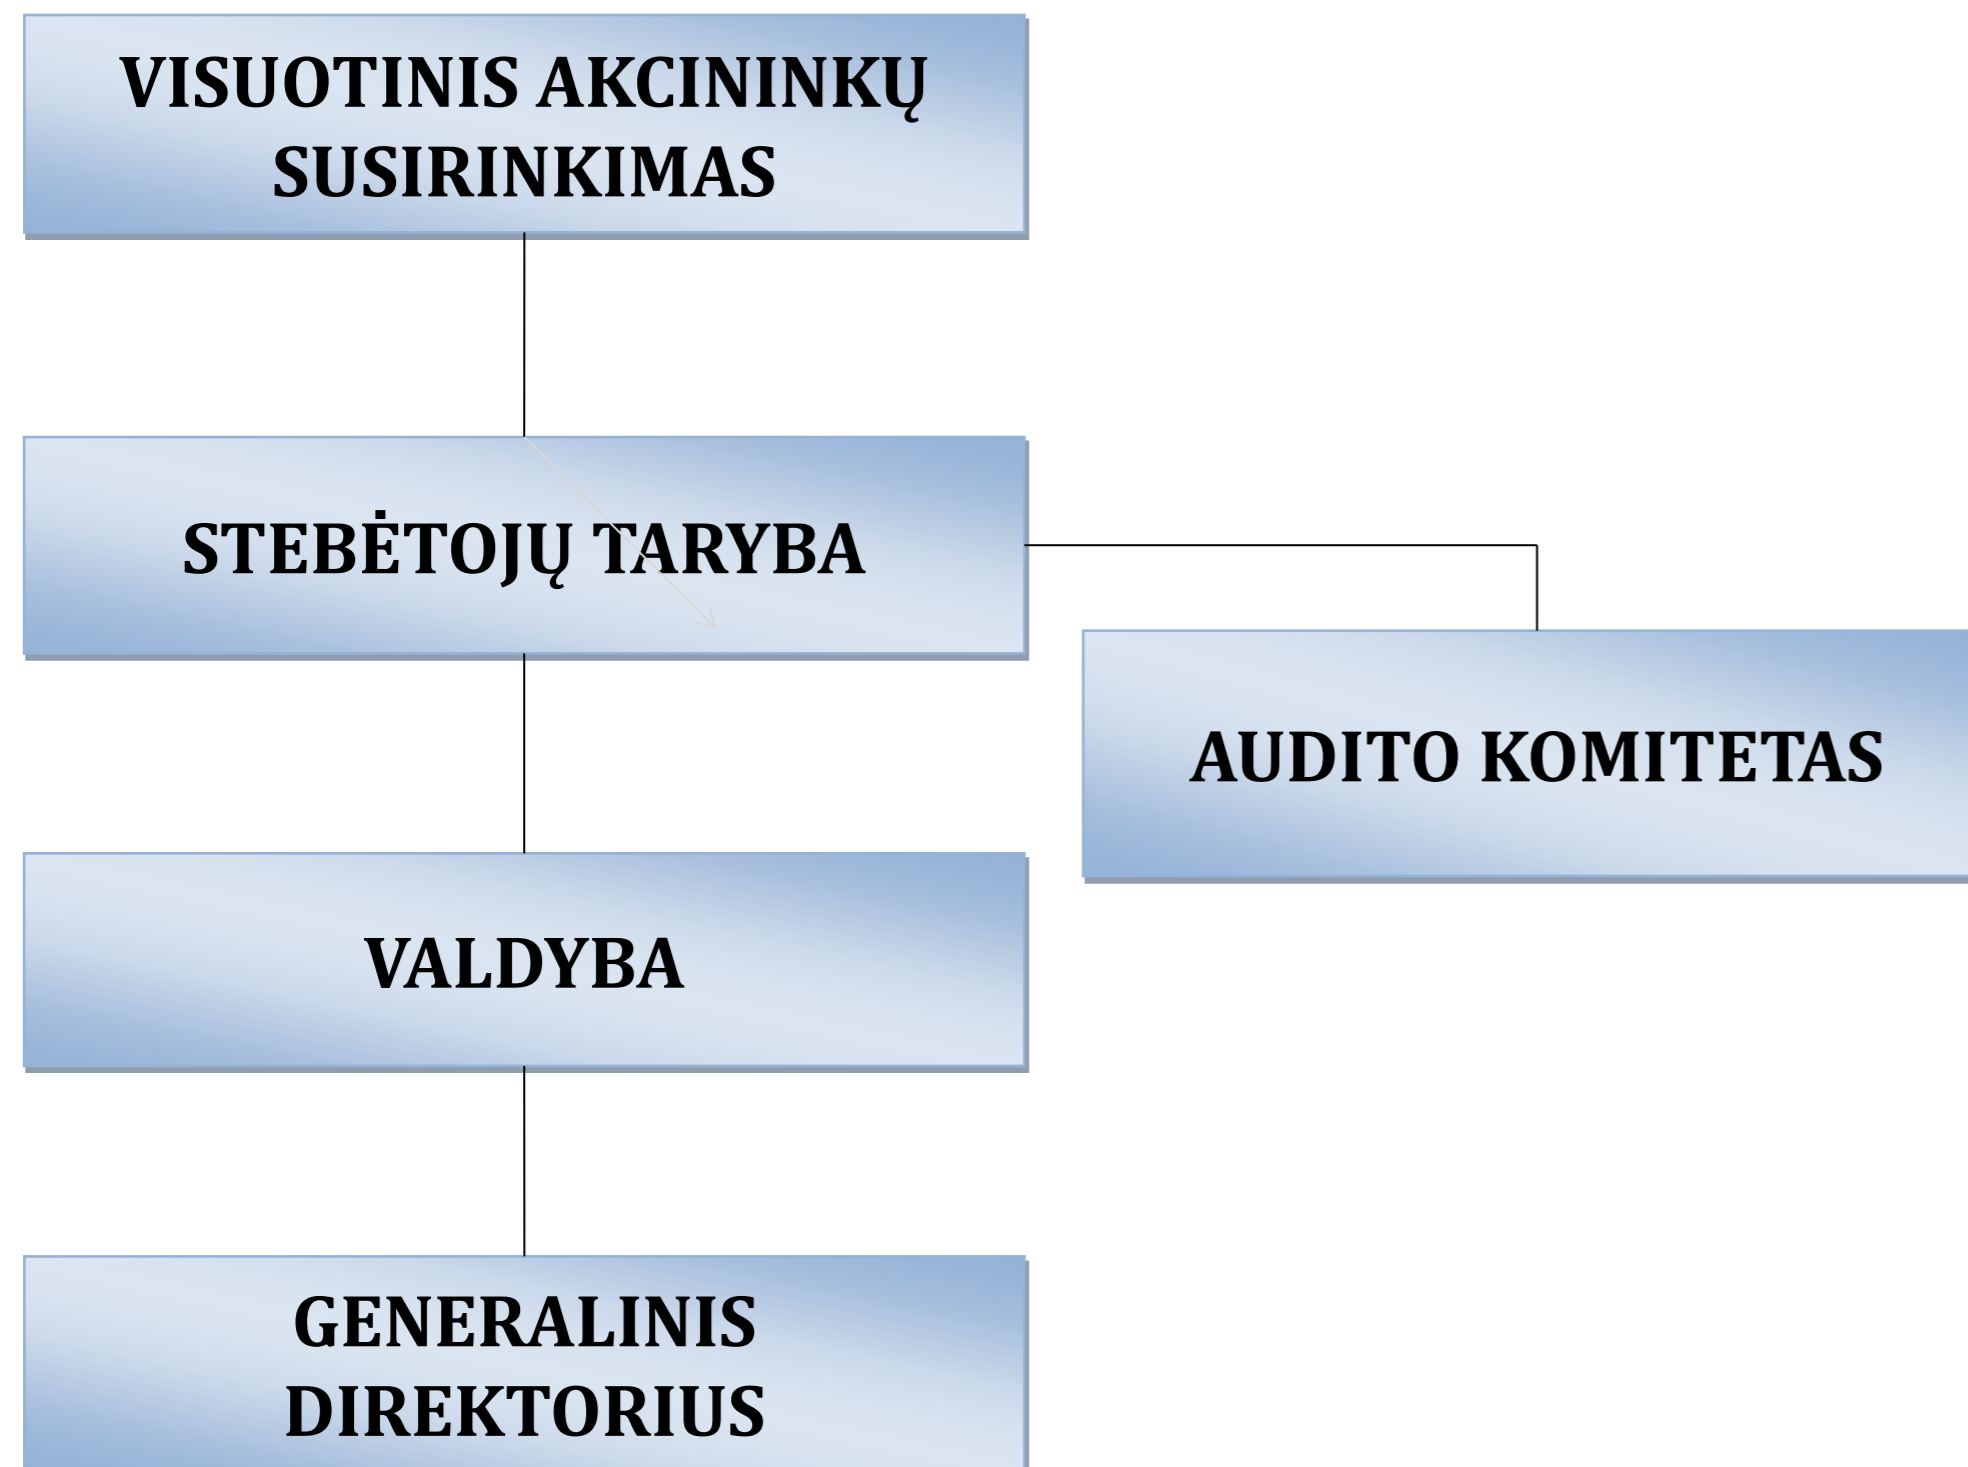 VISUOTINIS AKCININKŲ
SUSIRINKIMAS
STEBĖTOJŲ TARYBA
AUDITO KOMITETAS
VALDYBA
GENERALINIS
DIREKTORIUS